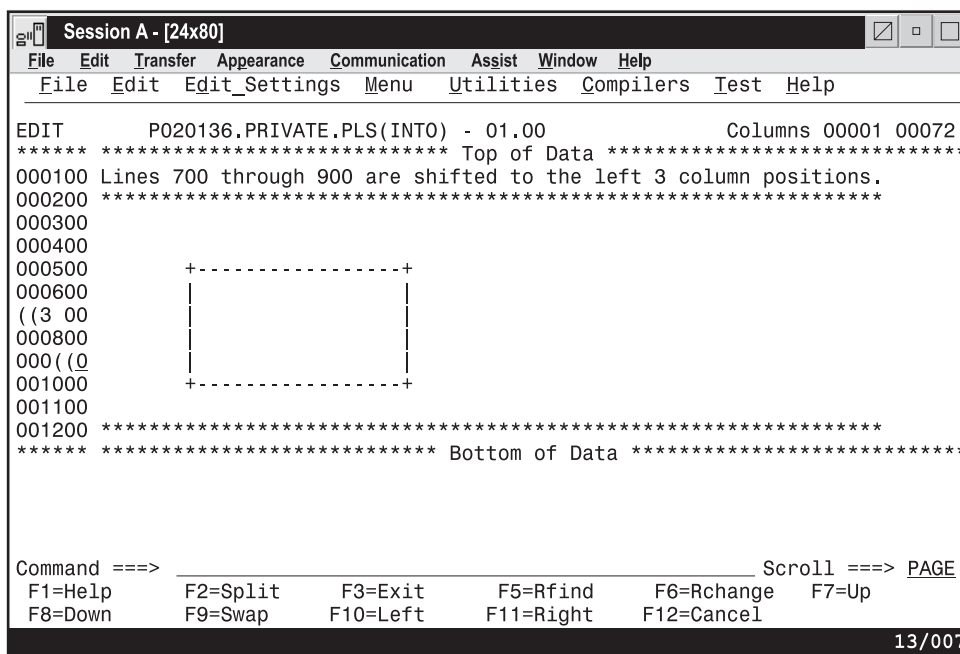 Session A - [24x80]
File Edit Transfer Appearance Communication Assist Window Help
File Edit Edit_Settings Menu Utilities Compilers Test Help
EDIT PO20136.PRIVATE.PLS(INTO) - 01.00 Columns 00001 00072
****** ***************************** Top of Data ******************************
000100 Lines 700 through 900 are shifted to the left 3 column positions.
000200 *****************************************************************
000300
000400
000500 +-----------------+
000600 | |
((3 00 | |
000800 | |
000((0 | |
001000 +-----------------+
001100
001200 *****************************************************************
****** **************************** Bottom of Data ****************************
Command ===> Scroll ===> PAGE
F1=Help F2=Split F3=Exit F5=Rfind F6=Rchange F7=Up
F8=Down F9=Swap F10=Left F11=Right F12=Cancel
13/007